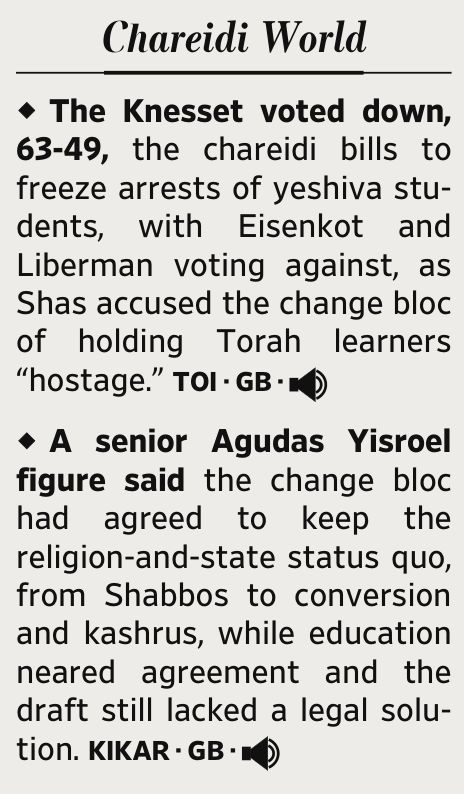 Chareidi World
◆ The Knesset voted down,
63-49, the chareidi bills to
freeze arrests of yeshiva stu-
dents, with Eisenkot and
Liberman voting against, as
Shas accused the change bloc
of holding Torah learners
“hostage.” TOI · GB ·
◆ A senior Agudas Yisroel
figure said the change bloc
had agreed to keep the
religion-and-state status quo,
from Shabbos to conversion
and kashrus, while education
neared agreement and the
draft still lacked a legal solu-
tion. KIKAR · GB ·